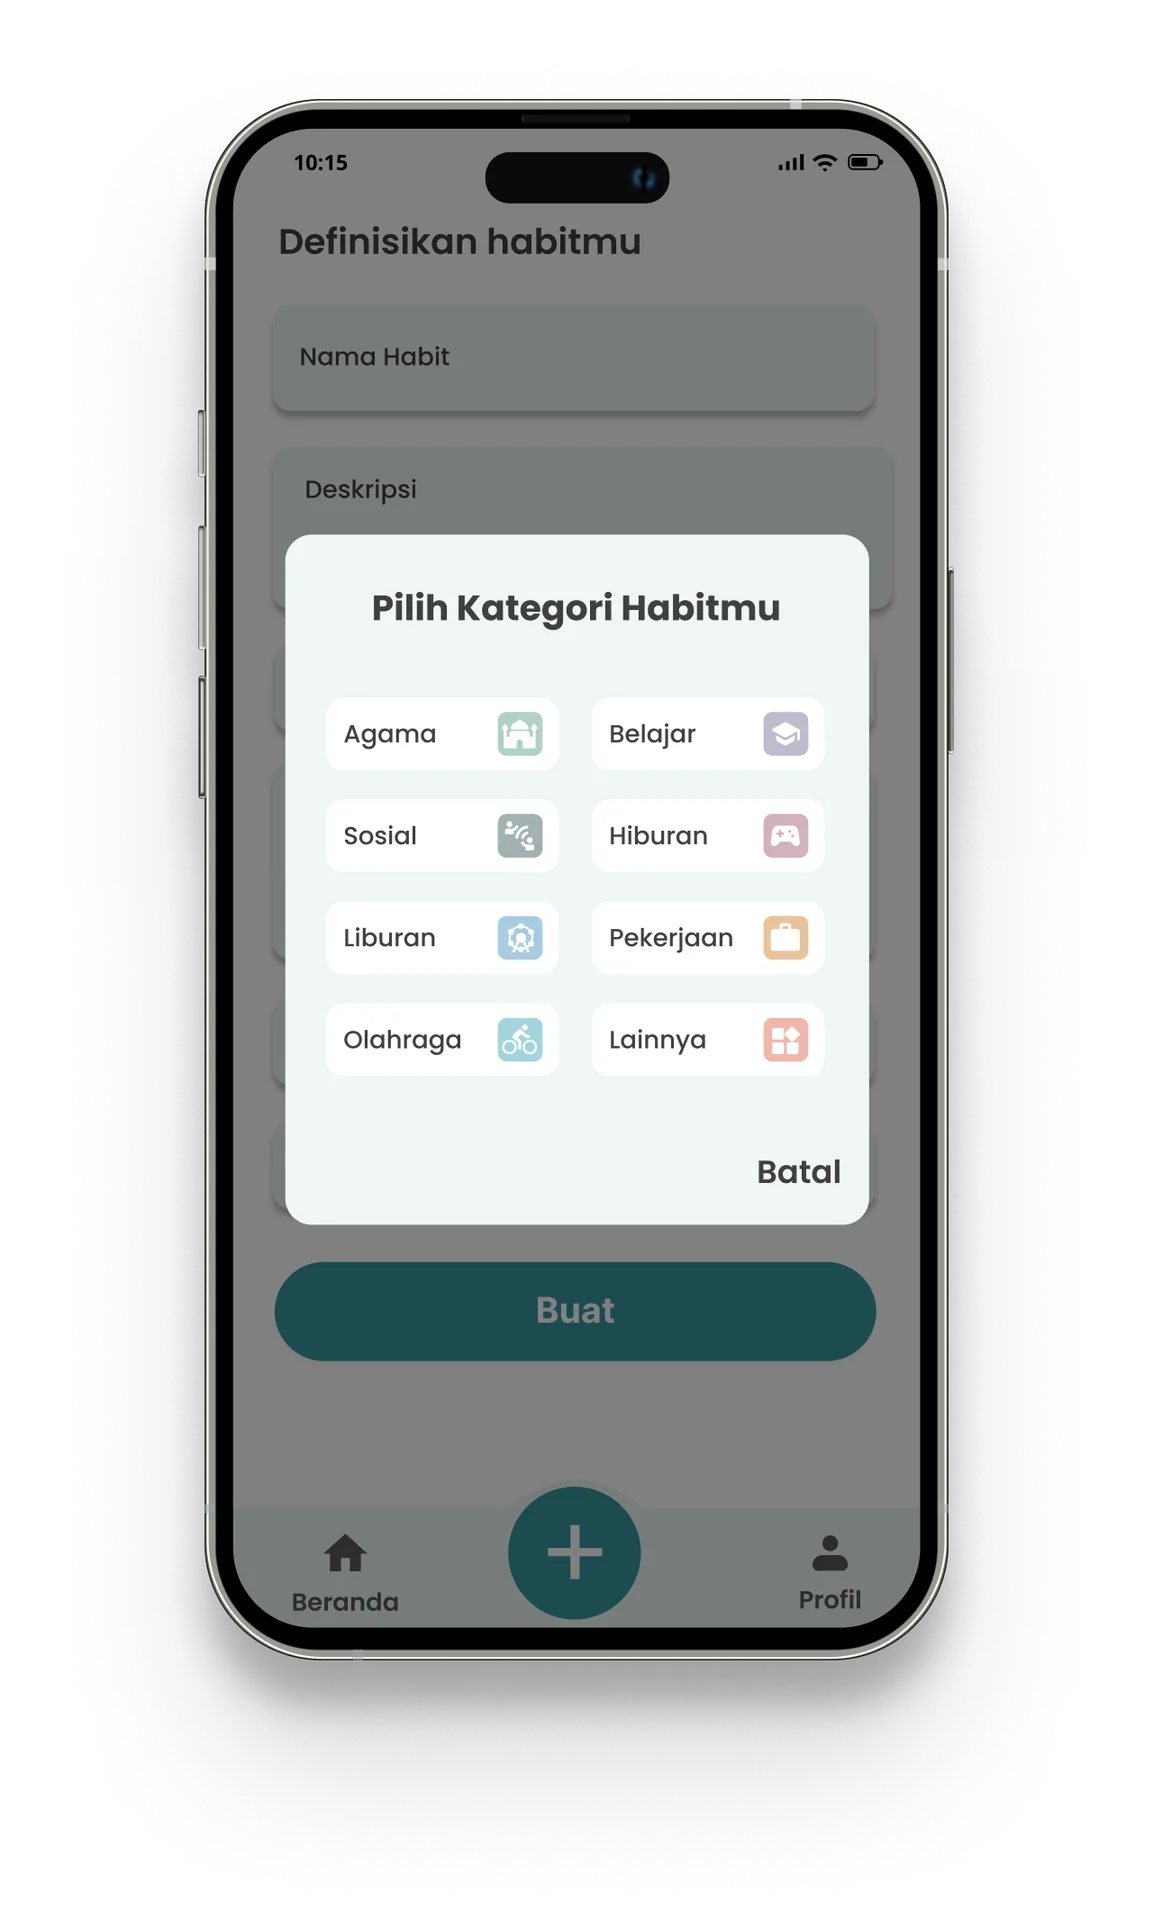 10:15
Definisikan habitmu
Nama Habit
Deskripsi
Pilih Kategori Habitmu
Agama
Belajar
Sosial
Hiburan
Liburan
Pekerjaan
Olahraga
Lainnya
Batal
Buat
Beranda
Profil